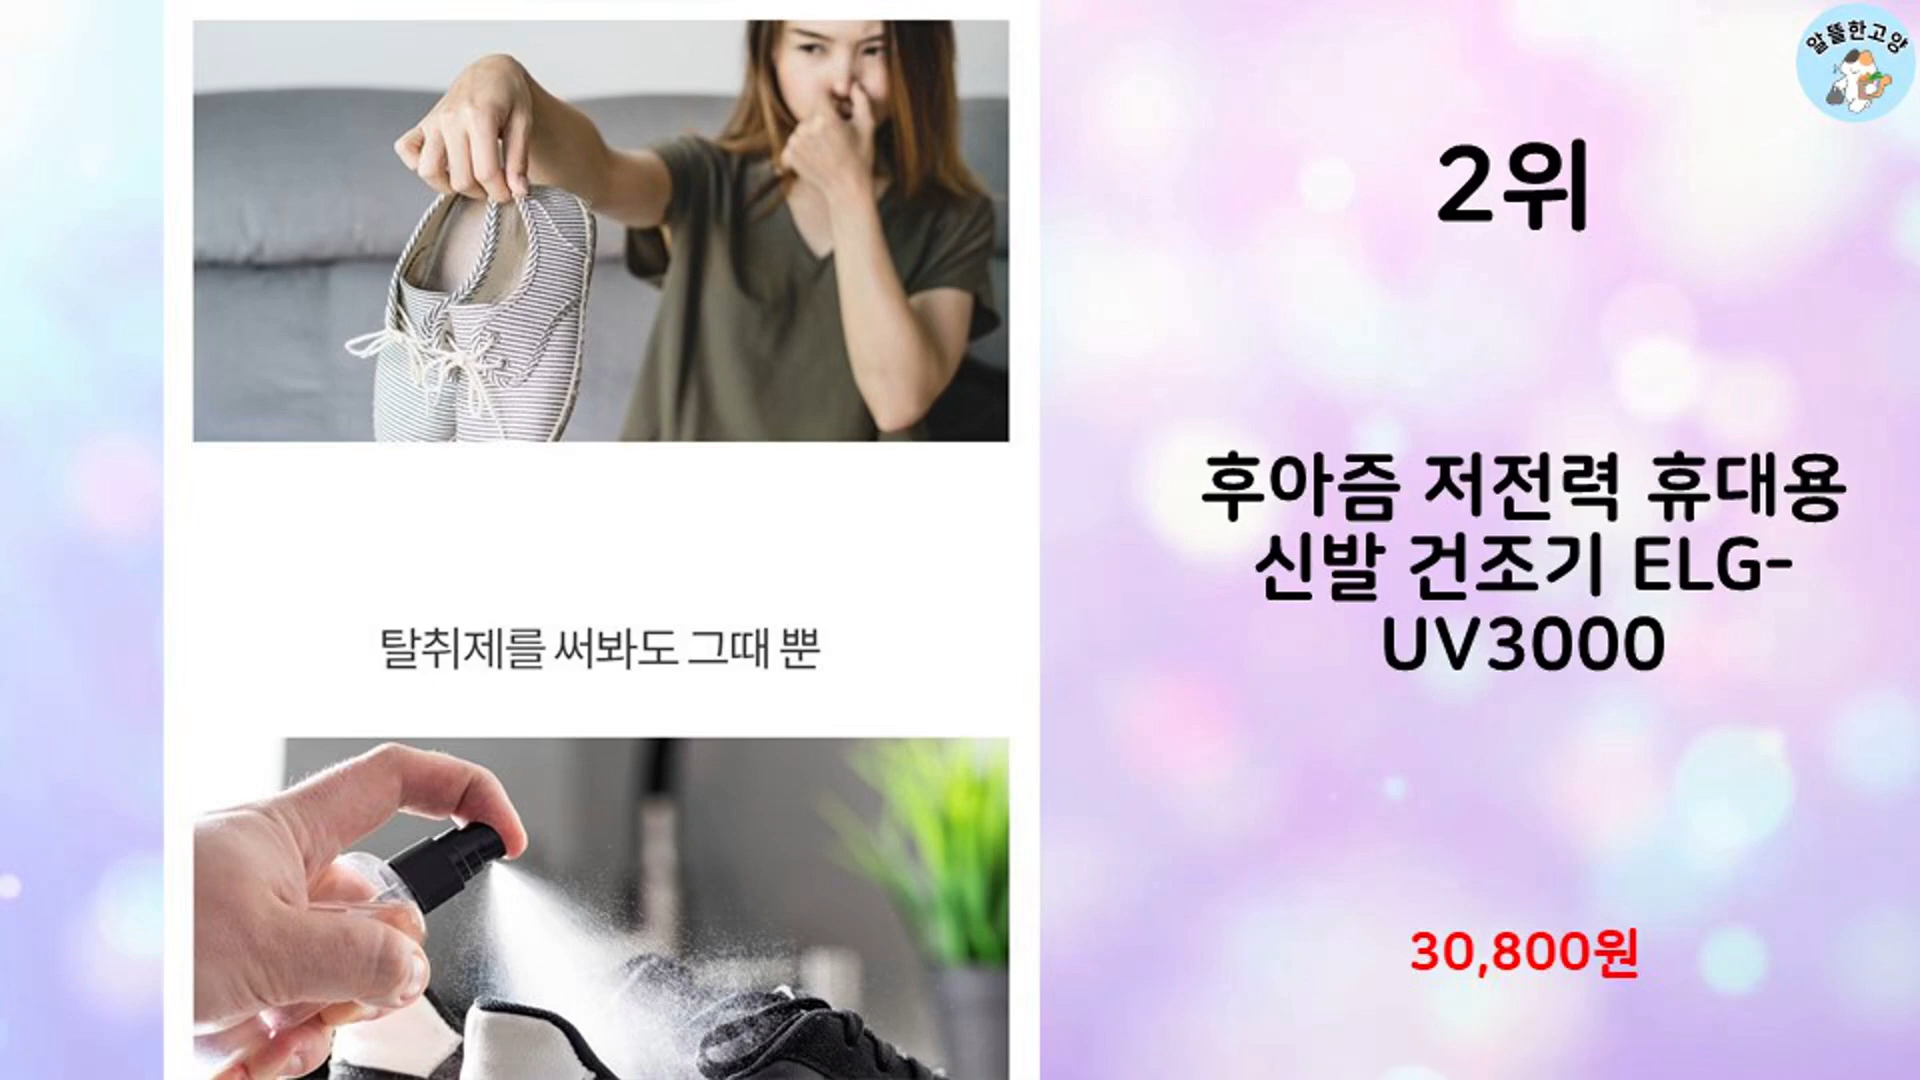 알뜰한고양
2위
탈취제를 써봐도 그때 뿐
후아즘 저전력 휴대용
신발 건조기 ELG-
UV3000
30,800원